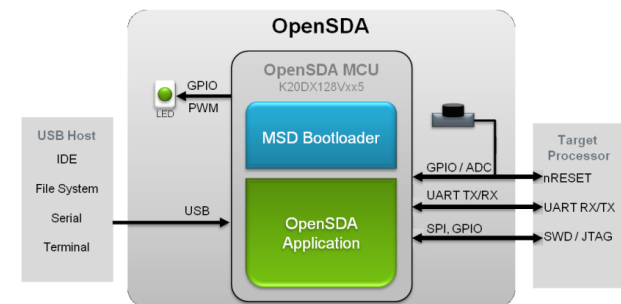 OpenSDA
OpenSDA MCU
K20DX128Vxx5
GPIO
PWM
LED
MSD Bootloader
OpenSDA
Application
USB Host
IDE
File System
Serial
Terminal
USB
GPIO / ADC
UART TX/RX
SPI, GPIO
Target
Processor
nRESET
UART RX/TX
SWD / JTAG